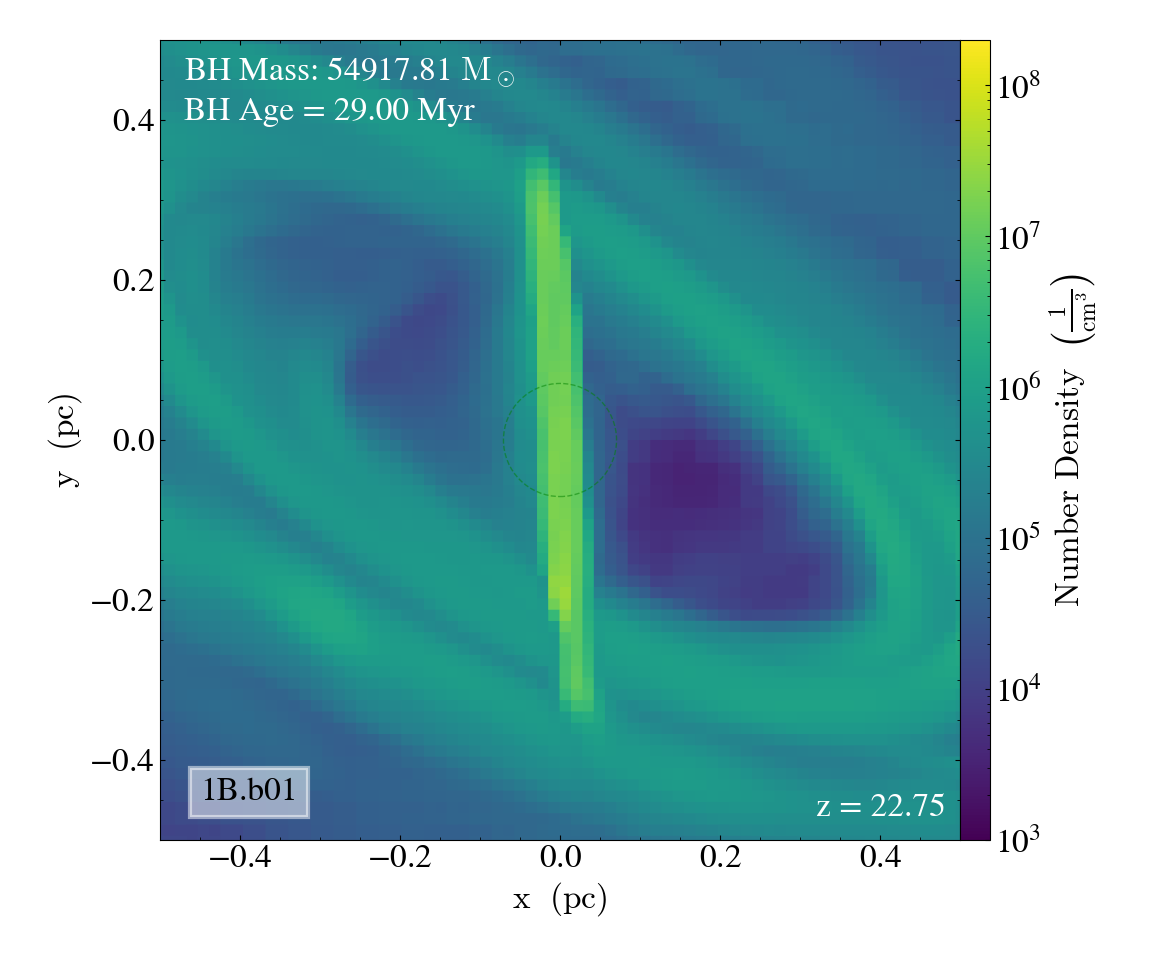 BH Mass: 54917.81 M⊙
BH Age = 29.00 Myr
1B.b01
z = 22.75
0.4
0.2
0.0
−0.2
−0.4
y (pc)
−0.4 −0.2 0.0 0.2 0.4
x (pc)
10^8
10^7
10^6
10^5
10^4
10^3
Number Density (1/cm^3)